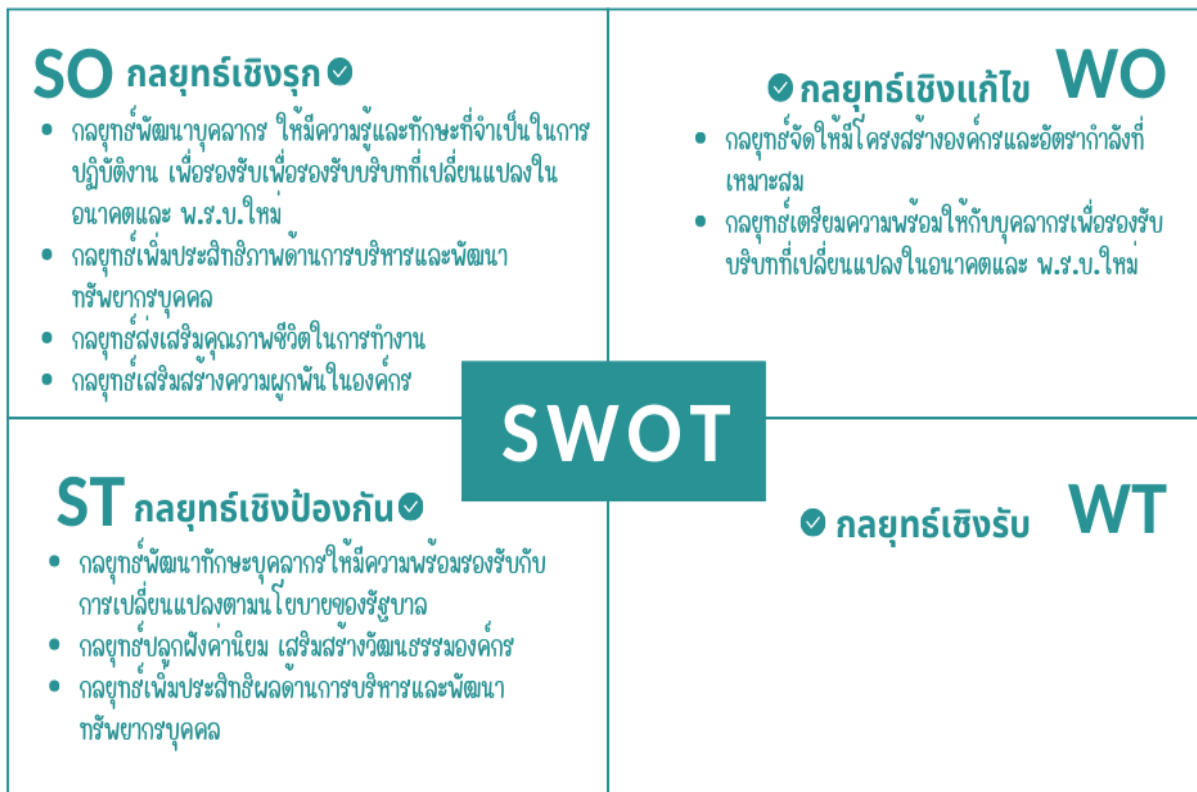 SO กลยุทธ์เชิงรุก
• กลยุทธ์พัฒนาบุคลากร ให้มีความรู้และทักษะที่จำเป็นในการ
ปฏิบัติงาน เพื่อรองรับเพื่อรองรับบริบทที่เปลี่ยนแปลงใน
อนาคตและ พ.ร.บ.ใหม่
• กลยุทธ์เพิ่มประสิทธิภาพด้านการบริหารและพัฒนา
ทรัพยากรบุคคล
• กลยุทธ์ส่งเสริมคุณภาพชีวิตในการทำงาน
• กลยุทธ์เสริมสร้างความผูกพันในองค์กร
กลยุทธ์เชิงแก้ไข WO
• กลยุทธ์จัดให้มีโครงสร้างองค์กรและอัตรากำลังที่
เหมาะสม
• กลยุทธ์เตรียมความพร้อมให้กับบุคลากรเพื่อรองรับ
บริบทที่เปลี่ยนแปลงในอนาคตและ พ.ร.บ.ใหม่
SWOT
ST กลยุทธ์เชิงป้องกัน
• กลยุทธ์พัฒนาทักษะบุคลากรให้มีความพร้อมรองรับกับ
การเปลี่ยนแปลงตามนโยบายของรัฐบาล
• กลยุทธ์ปลูกฝังค่านิยม เสริมสร้างวัฒนธรรมองค์กร
• กลยุทธ์เพิ่มประสิทธิผลด้านการบริหารและพัฒนา
ทรัพยากรบุคคล
กลยุทธ์เชิงรับ WT